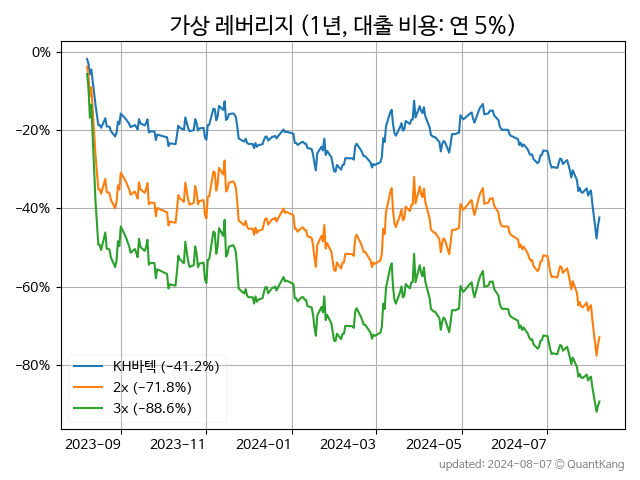 가상 레버리지 (1년, 대출 비용: 연 5%)
0%
−20%
−40%
−60%
−80%
KH바텍 (−41.2%)
2x (−71.8%)
3x (−88.6%)
2023-09 2023-11 2024-01 2024-03 2024-05 2024-07
updated: 2024-08-07 © QuantKang